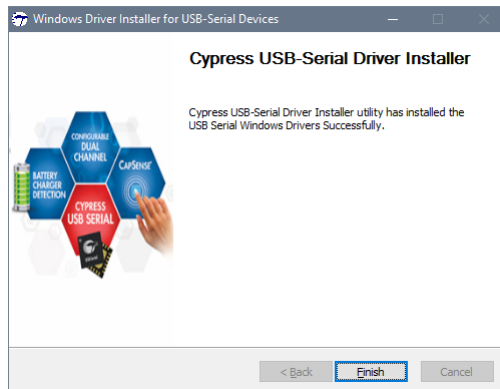 Windows Driver Installer for USB-Serial Devices
Cypress USB-Serial Driver Installer
Cypress USB-Serial Driver Installer utility has installed the
USB Serial Windows Drivers Successfully.
CONFIGURABLE
DUAL
CHANNEL
CAPSENSE
BATTERY
CHARGER
DETECTION
CYPRESS
USB SERIAL
< Back
Finish
Cancel